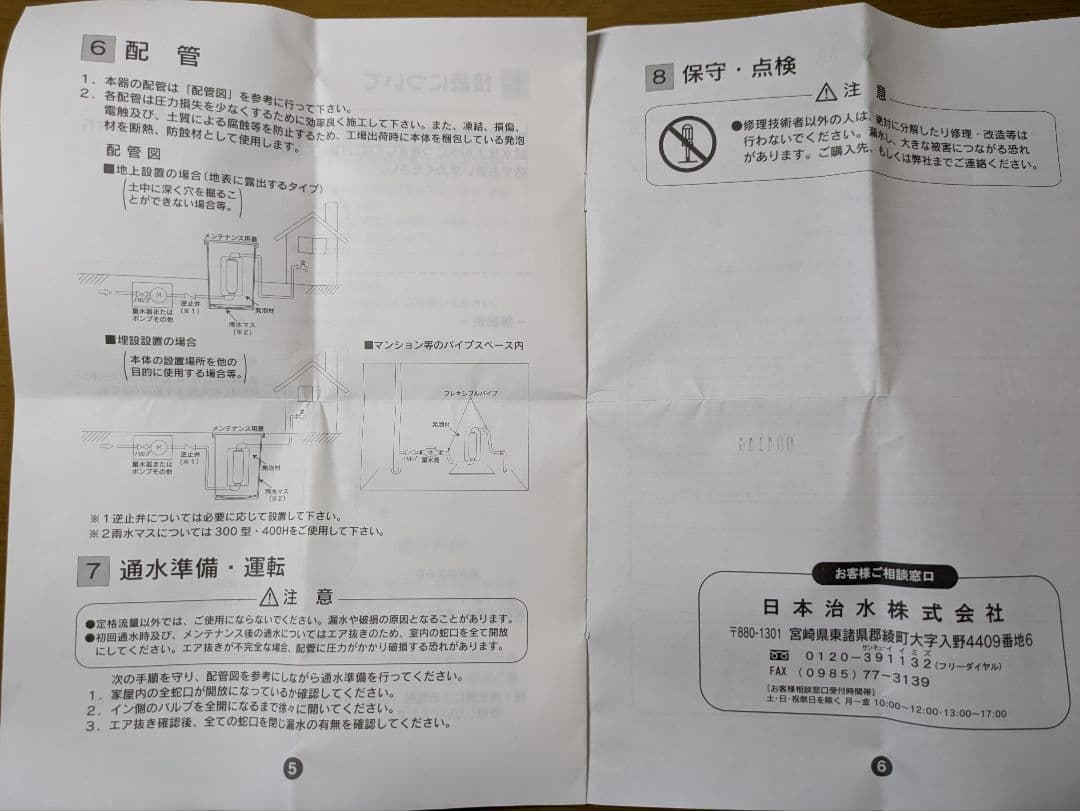 6 配管
1. 本器の配管は「配管図」を参考に行って下さい。
2. 各配管は圧力損失を少なくするために効率良く施工して下さい。また、凍結、損傷、
電触及び、土質による腐蝕等を防止するため、工場出荷時に本体を梱包している発泡
材を断熱、防蝕材として使用します。
配管図
■地上設置の場合(地表に露出するタイプ)
(土中に深く穴を掘るこ
とができない場合等。)
メンテナンス用蓋
バルブ
M
逆止弁
(※1)
量水器または
ポンプその他
発泡材
雨水マス
(※2)
■埋設設置の場合
(本体の設置場所を他の
目的に使用する場合等。)
メンテナンス用蓋
バルブ
M
逆止弁
(※1)
量水器または
ポンプその他
発泡材
雨水マス
(※2)
■マンション等のパイプスペース内
フレキシブルパイプ
発泡材
バルブ
量水器
※1逆止弁については必要に応じて設置して下さい。
※2雨水マスについては300型・400Hをご使用して下さい。
7 通水準備・運転
注意
●定格流量以外では、ご使用にならないでください。漏水や破損の原因となることがあります。
●初回通水時及び、メンテナンス後の通水についてはエア抜きのため、室内の蛇口を全て開放
にしてください。エア抜きが不完全な場合、配管に圧力がかかり破損する恐れがあります。
次の手順を守り、配管図を参考にしながら通水準備を行ってください。
1. 家屋内の全蛇口が開放になっているか確認してください。
2. イン側のバルブを全開になるまで徐々に開いてください。
3. エア抜き確認後、全ての蛇口を閉じ漏水の有無を確認してください。
5
8 保守・点検
注意
●修理技術者以外の人は、絶対に分解したり修理・改造等は
行わないでください。漏水し、大きな被害につながる恐れ
があります。ご購入先、もしくは弊社までご連絡ください。
お客様ご相談窓口
日本治水株式会社
〒880-1301 宮崎県東諸県郡綾町大字入野4409番地6
サンキューイイミズ
0120-391132(フリーダイヤル)
FAX (0985)77-3139
[お客様相談窓口受付時間帯]
土・日・祝祭日を除く 月〜金 10:00〜12:00・13:00〜17:00
6